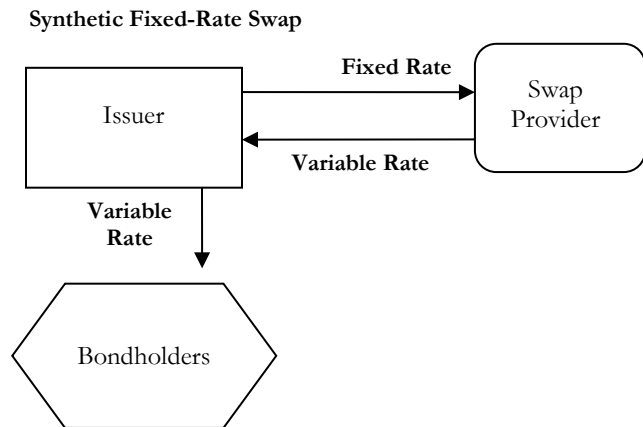 Synthetic Fixed-Rate Swap
Fixed Rate
Issuer
Swap
Provider
Variable Rate
Variable
Rate
Bondholders